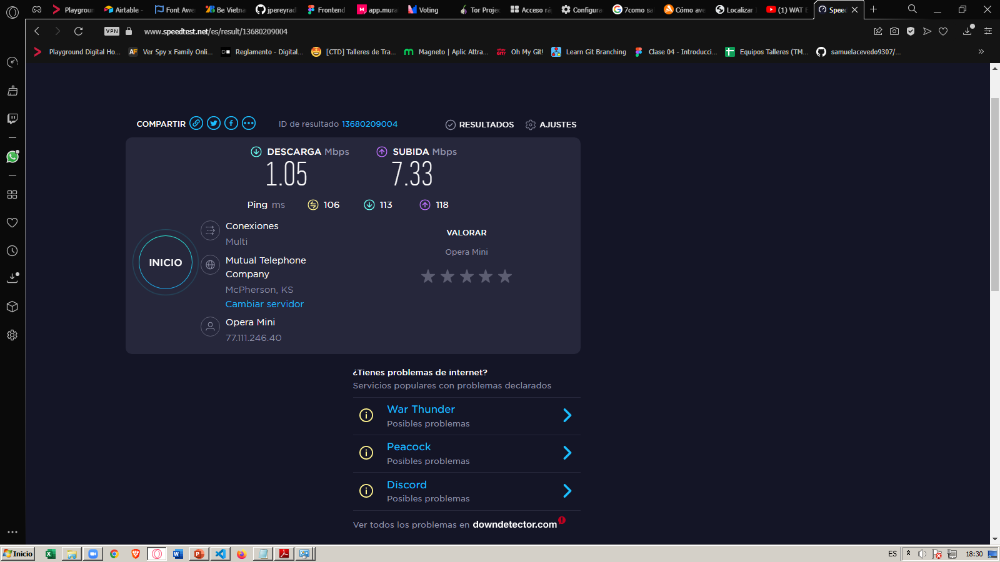 Playgroun
Airtable -
Font Awe
Be Vietna
jpereyrad
Frontend
app.mura
Voting
Tor Proje
Acceso rá
Configura
7como sa
Cómo ave
Localizar
(1) WAT E
Speed
VPN
www.speedtest.net/es/result/13680209004
Playground Digital Ho...
AF
Ver Spy x Family Onli...
Reglamento - Digital...
[CTD] Talleres de Tra...
Magneto | Aplic Attra...
Oh My Git!
Learn Git Branching
Clase 04 - Introducci...
Equipos Talleres (TM...
samuelacevedo9307/...
COMPARTIR
ID de resultado 13680209004
RESULTADOS
AJUSTES
DESCARGA Mbps
SUBIDA Mbps
1.05
7.33
Ping ms
106
113
118
INICIO
Conexiones
Multi
Mutual Telephone
Company
McPherson, KS
Cambiar servidor
Opera Mini
77.111.246.40
VALORAR
Opera Mini
¿Tienes problemas de internet?
Servicios populares con problemas declarados
War Thunder
Posibles problemas
Peacock
Posibles problemas
Discord
Posibles problemas
Ver todos los problemas en downdetector.com
Inicio
ES
18:30